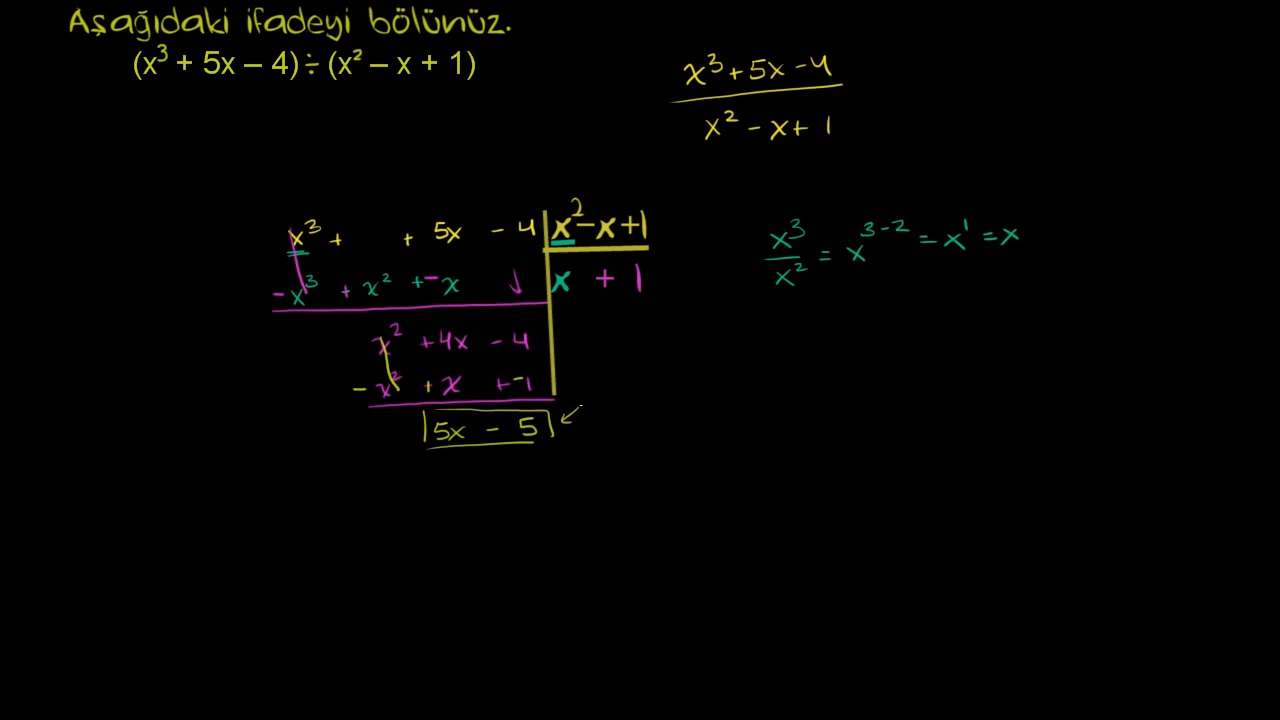 Aşağıdaki ifadeyi bölünüz.
(x³ + 5x – 4) ÷ (x² – x + 1)
x³ + 5x - 4
x² - x + 1
x³ + + 5x - 4 x² - x + 1
- x³ + x² + - x ↓ x + 1
x³/x² = x³⁻² = x¹ = x
x² + 4x - 4
- x² + x + - 1
5x - 5